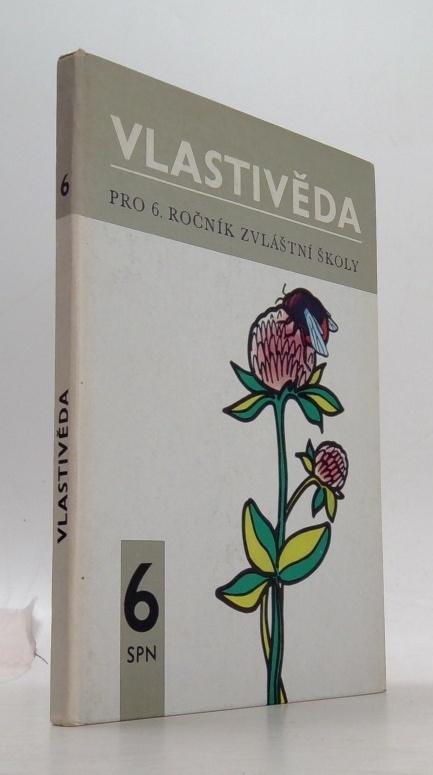 VLASTIVĚDA
PRO 6. ROČNÍK ZVLÁŠTNÍ ŠKOLY
6
SPN
6
VLASTIVĚDA